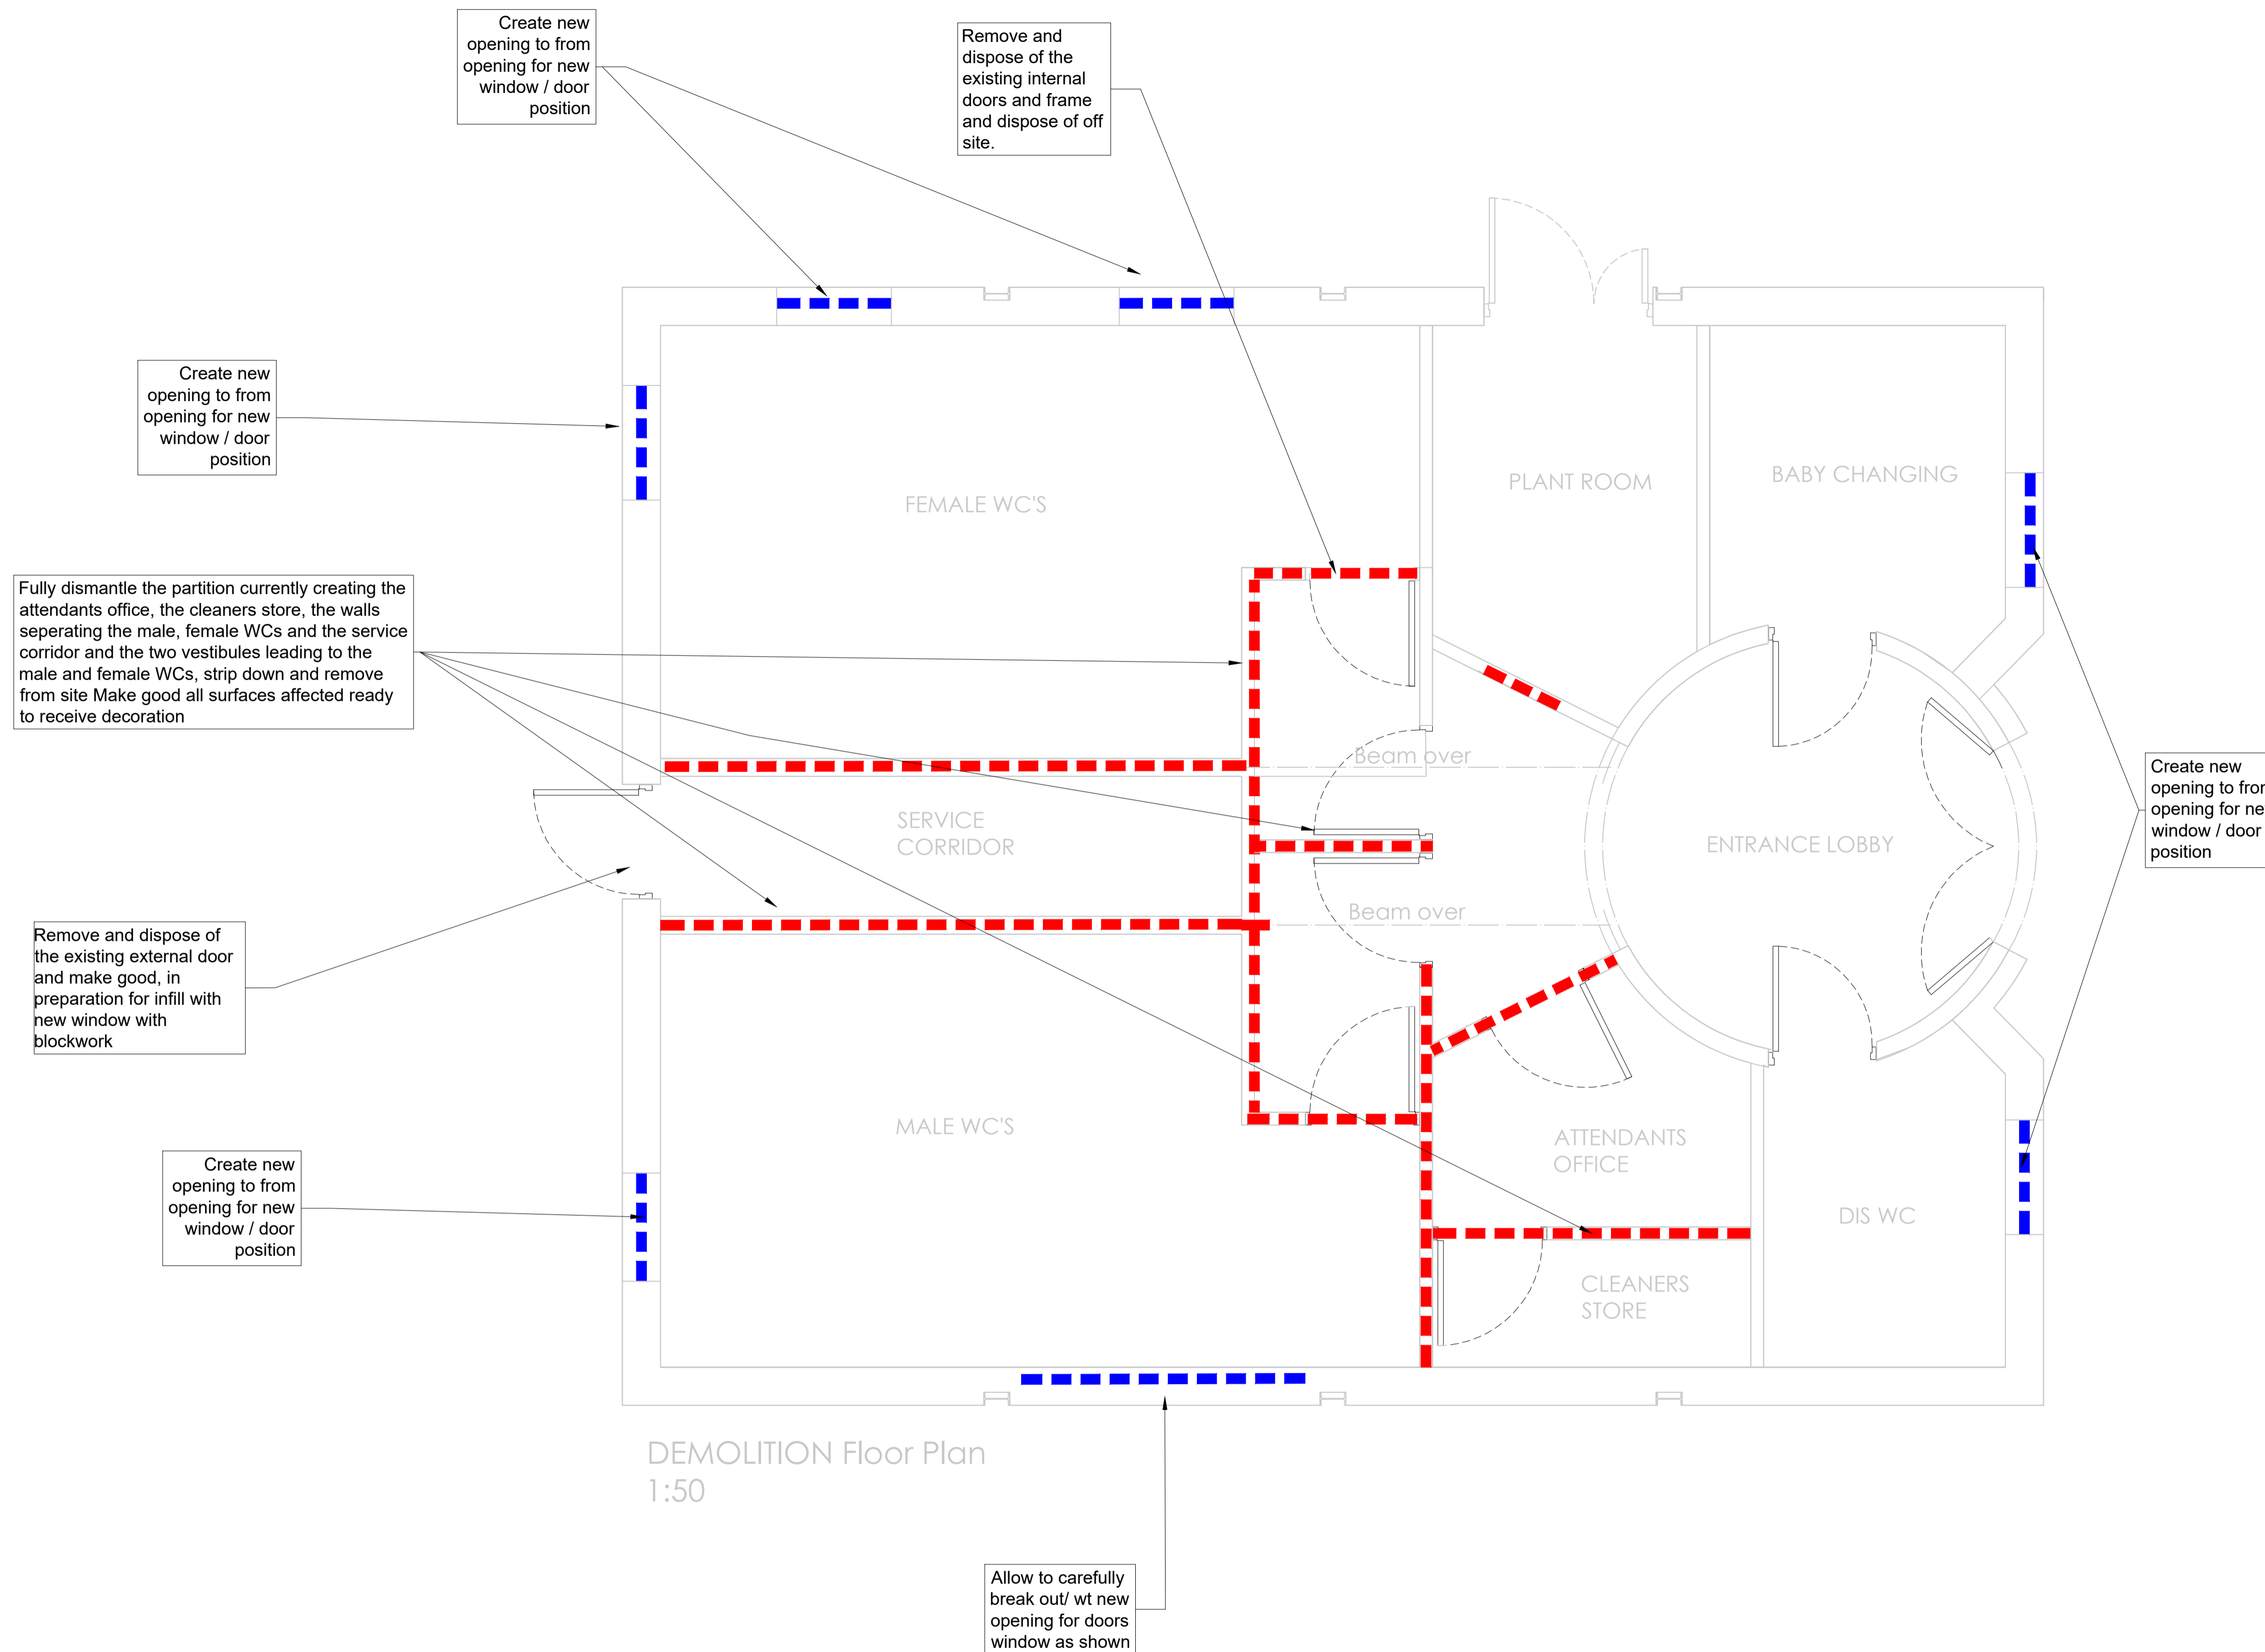 Create new
opening to from
opening for new
window / door
position
Remove and
dispose of the
existing internal
doors and frame
and dispose of off
site.
Create new
opening to from
opening for new
window / door
position
PLANT ROOM
BABY CHANGING
FEMALE WC'S
Fully dismantle the partition currently creating the
attendants office, the cleaners store, the walls
seperating the male, female WCs and the service
corridor and the two vestibules leading to the
male and female WCs, strip down and remove
from site Make good all surfaces affected ready
to receive decoration
Beam over
SERVICE
CORRIDOR
ENTRANCE LOBBY
Create new
opening to fror
opening for ne
window / door
position
Beam over
Remove and dispose of
the existing external door
and make good, in
preparation for infill with
new window with
blockwork
MALE WC'S
ATTENDANTS
OFFICE
Create new
opening to from
opening for new
window / door
position
DIS WC
CLEANERS
STORE
DEMOLITION Floor Plan
1:50
Allow to carefully
break out/ wt new
opening for doors
window as shown